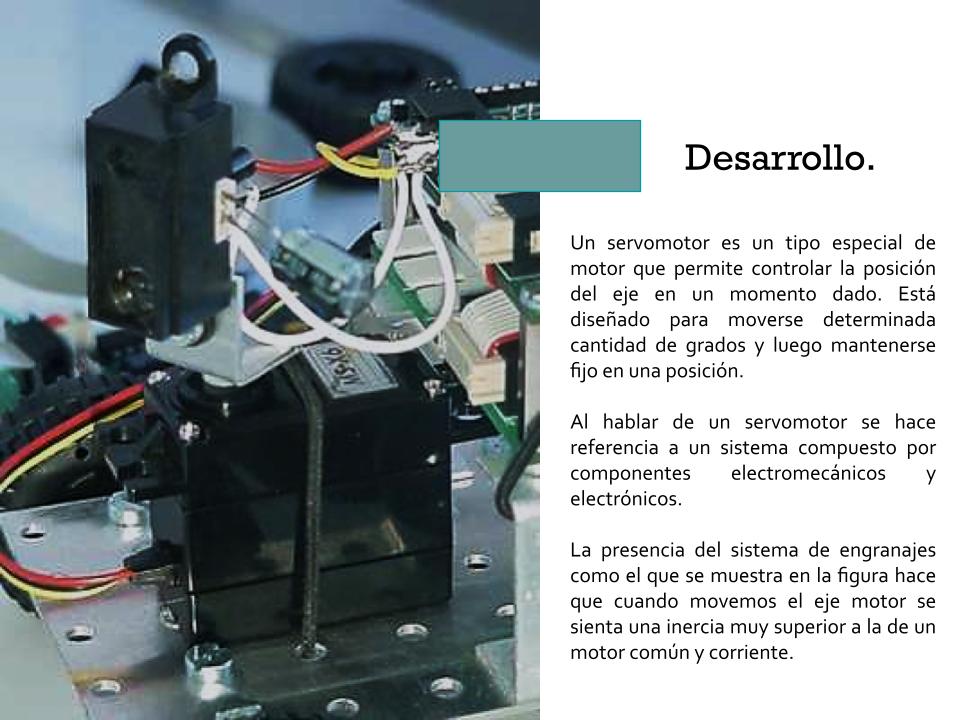 Desarrollo.
Un servomotor es un tipo especial de
motor que permite controlar la posición
del eje en un momento dado. Está
diseñado para moverse determinada
cantidad de grados y luego mantenerse
fijo en una posición.
Al hablar de un servomotor se hace
referencia a un sistema compuesto por
componentes electromecánicos y
electrónicos.
La presencia del sistema de engranajes
como el que se muestra en la figura hace
que cuando movemos el eje motor se
sienta una inercia muy superior a la de un
motor común y corriente.